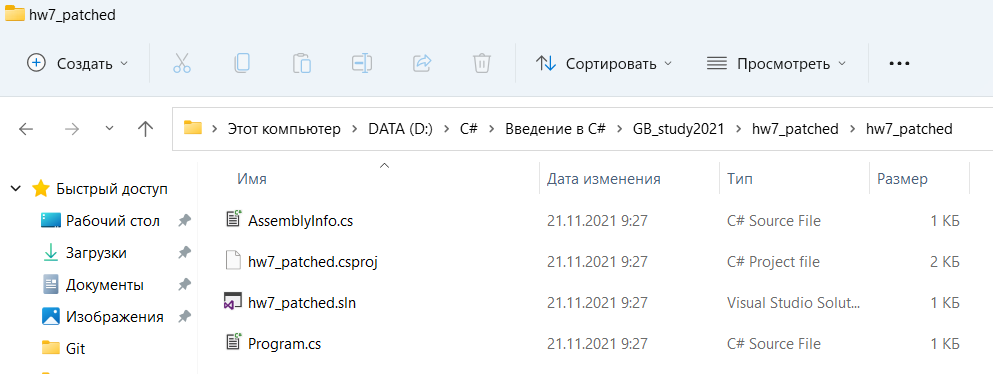 hw7_patched
Создать Сортировать Просмотреть
Этот компьютер DATA (D:) C# Введение в C# GB_study2021 hw7_patched hw7_patched
Имя Дата изменения Тип Размер
Быстрый доступ
Рабочий стол
Загрузки
Документы
Изображения
Git
AssemblyInfo.cs 21.11.2021 9:27 C# Source File 1 КБ
hw7_patched.csproj 21.11.2021 9:27 C# Project file 2 КБ
hw7_patched.sln 21.11.2021 9:27 Visual Studio Solut... 1 КБ
Program.cs 21.11.2021 9:27 C# Source File 1 КБ